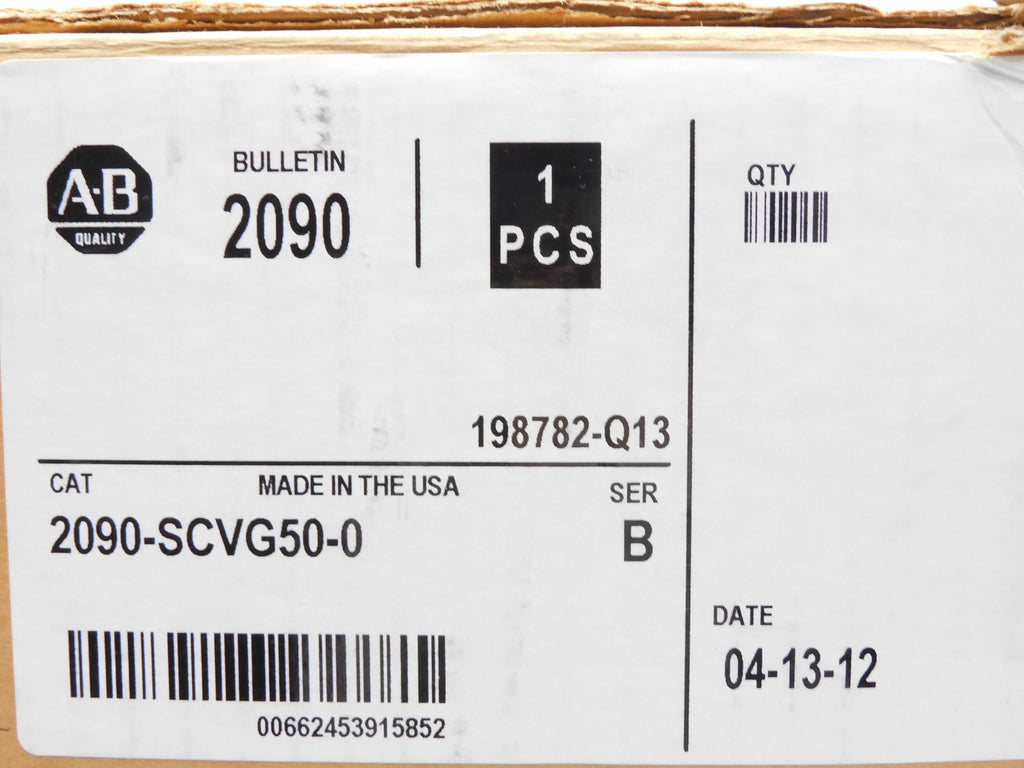 A-B
QUALITY
BULLETIN
2090
1
PCS
QTY
198782-Q13
CAT
MADE IN THE USA
SER
2090-SCVG50-0
B
DATE
04-13-12
00662453915852